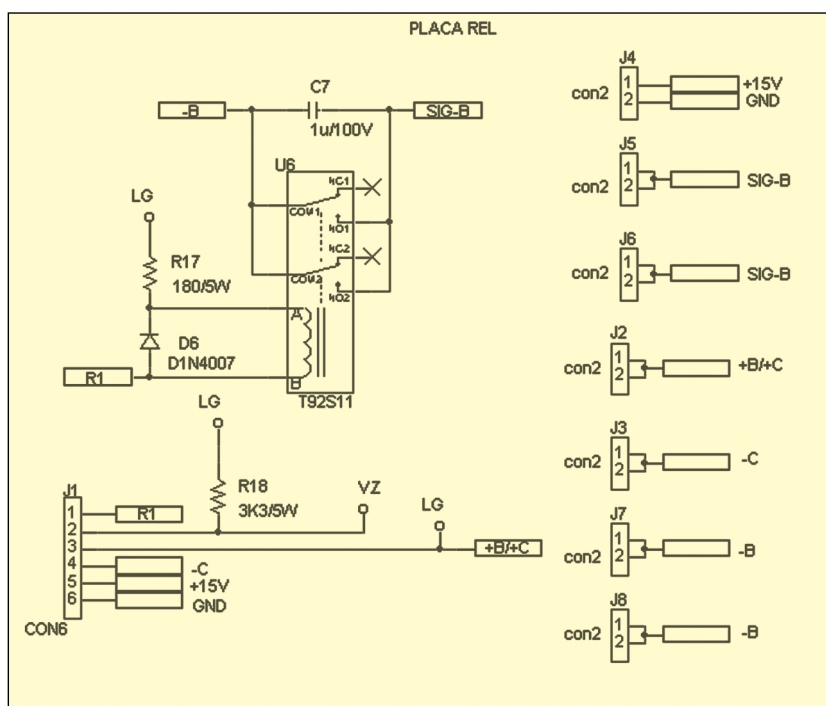 PLACA REL
C7
-B
SIG-B
1u/100V
U6
NC1
COM1
NO1
NC2
COM2
NO2
LG
R17
180/5W
A
D6
D1N4007
R1
B
T92S11
LG
R18
3K3/5W
VZ
LG
J1
1
R1
2
3
+B/+C
4
-C
5
+15V
6
GND
CON6
J4
con2
1
+15V
2
GND
J5
con2
1
2
SIG-B
J6
con2
1
2
SIG-B
J2
con2
1
2
+B/+C
J3
con2
1
2
-C
J7
con2
1
2
-B
J8
con2
1
2
-B